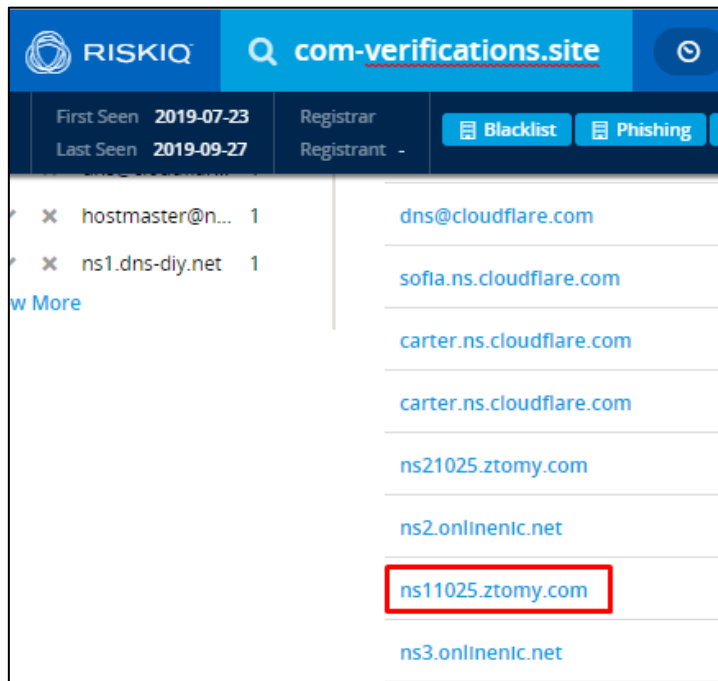 RISKIQ
com-verifications.site
First Seen 2019-07-23
Last Seen 2019-09-27
Registrar
Registrant -
Blacklist
Phishing
hostmaster@n... 1
ns1.dns-diy.net 1
w More
dns@cloudflare.com
sofia.ns.cloudflare.com
carter.ns.cloudflare.com
carter.ns.cloudflare.com
ns21025.ztomy.com
ns2.onlinenic.net
ns11025.ztomy.com
ns3.onlinenic.net